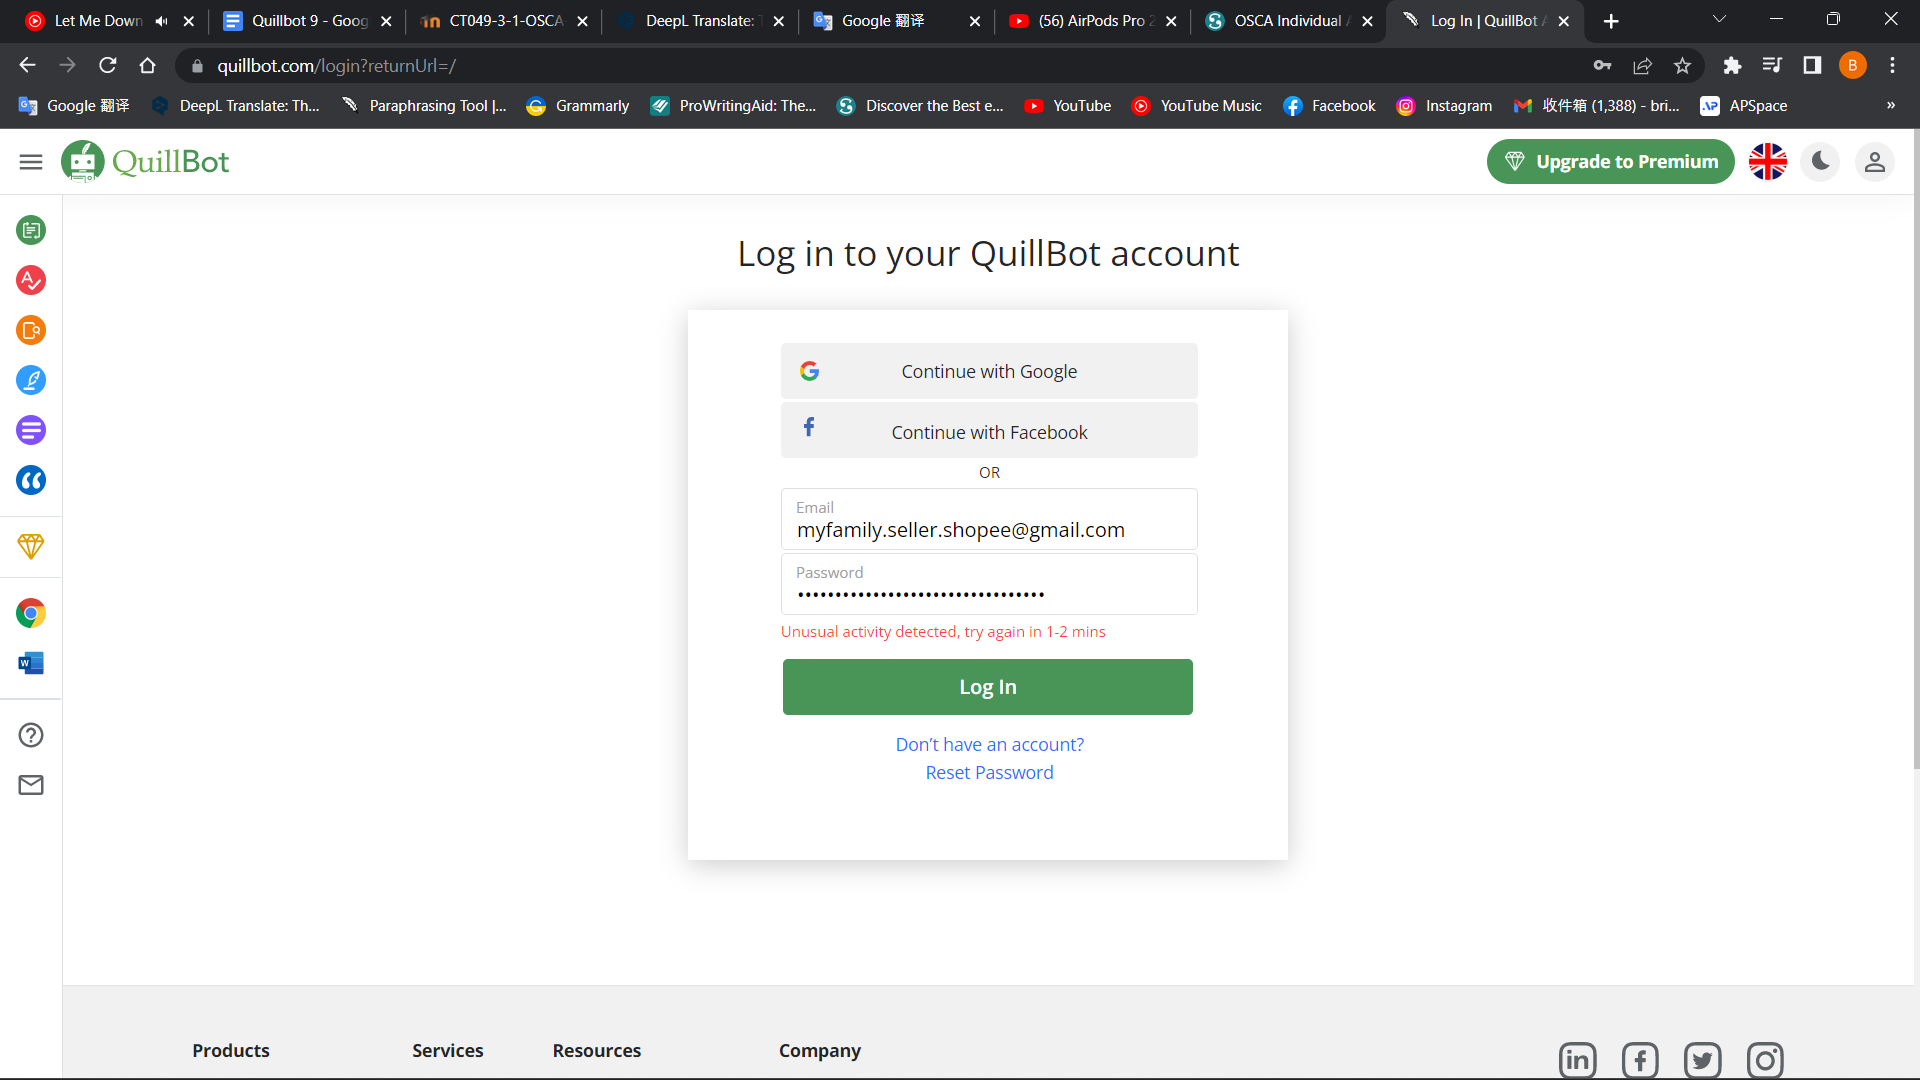 Let Me Down
Quillbot 9 - Goog
CT049-3-1-OSCA
DeepL Translate: T
Google 翻译
(56) AirPods Pro 2
OSCA Individual A
Log In | QuillBot A
quillbot.com/login?returnUrl=/
B
Google 翻译
DeepL Translate: Th...
Paraphrasing Tool |...
Grammarly
ProWritingAid: The...
Discover the Best e...
YouTube
YouTube Music
Facebook
Instagram
收件箱 (1,388) - bri...
APSpace
»
QuillBot
Upgrade to Premium
Log in to your QuillBot account
Continue with Google
Continue with Facebook
OR
Email
myfamily.seller.shopee@gmail.com
Password
•••••••••••••••••••••••••••••••••
Unusual activity detected, try again in 1-2 mins
Log In
Don’t have an account?
Reset Password
Products
Services
Resources
Company